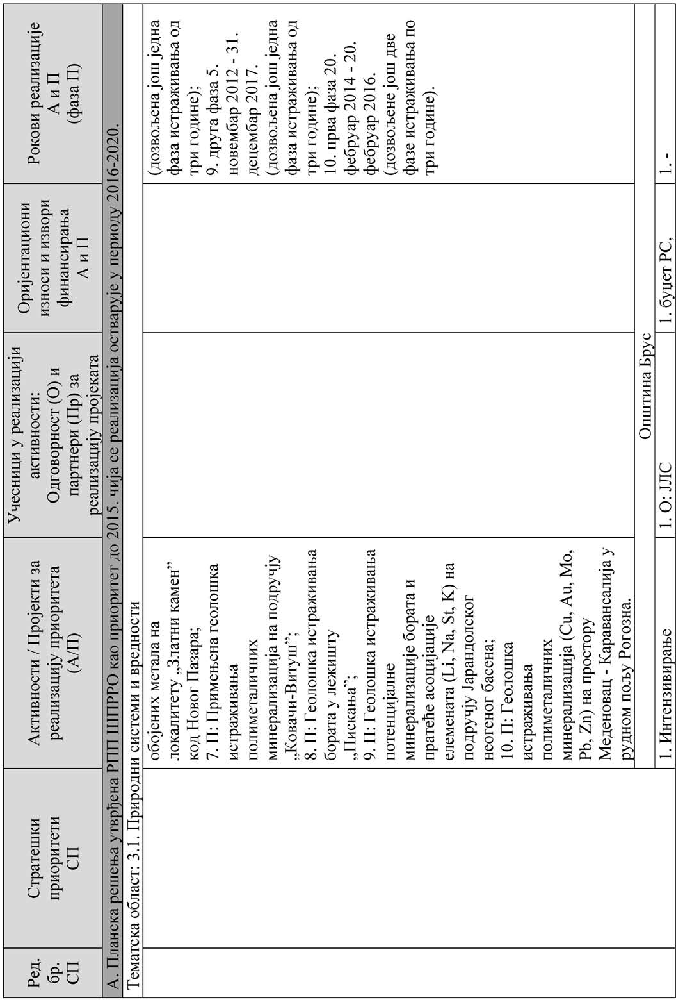 Ред.
бр.
СП
Стратешки
приоритети
СП
Активности / Пројекти за
реализацију приоритета
(А/П)
Учесници у реализацији
активности:
Одговорност (О) и
партнери (Пр) за
реализацију пројеката
Оријентациони
износи и извори
финансирања
А и П
Рокови реализације
А и П
(фаза П)
А. Планска решења утврђена РПП ШПРРО као приоритет до 2015. чија се реализација остварује у периоду 2016-2020.
Тематска област: 3.1. Природни системи и вредности
обојених метала на
локалитету „Златни камен”
код Новог Пазара;
7. П: Примењена геолошка
истраживања
полиметаличних
минерализација на подручју
„Ковачи-Витуш”;
8. П: Геолошка истраживања
бората у лежишту
„Пискања”;
9. П: Геолошка истраживања
потенцијалне
минерализације бората и
пратеће асоцијације
елемената (Li, Na, St, K) на
подручју Јарандолског
неогеног басена;
10. П: Геолошка
истраживања
полиметаличних
минерализација (Cu, Au, Mo,
Pb, Zn) на простору
Меденовац - Каравансалија у
рудном пољу Рогозна.
(дозвољена још једна
фаза истраживања од
три године);
9. друга фаза 5.
новембар 2012 - 31.
децембар 2017.
(дозвољена још једна
фаза истраживања од
три године);
10. прва фаза 20.
фебруар 2014 - 20.
фебруар 2016.
(дозвољене још две
фазе истраживања по
три године).
Општина Брус
1. Интензивирање
1. О: ЈЛС
1. буџет РС,
1. -